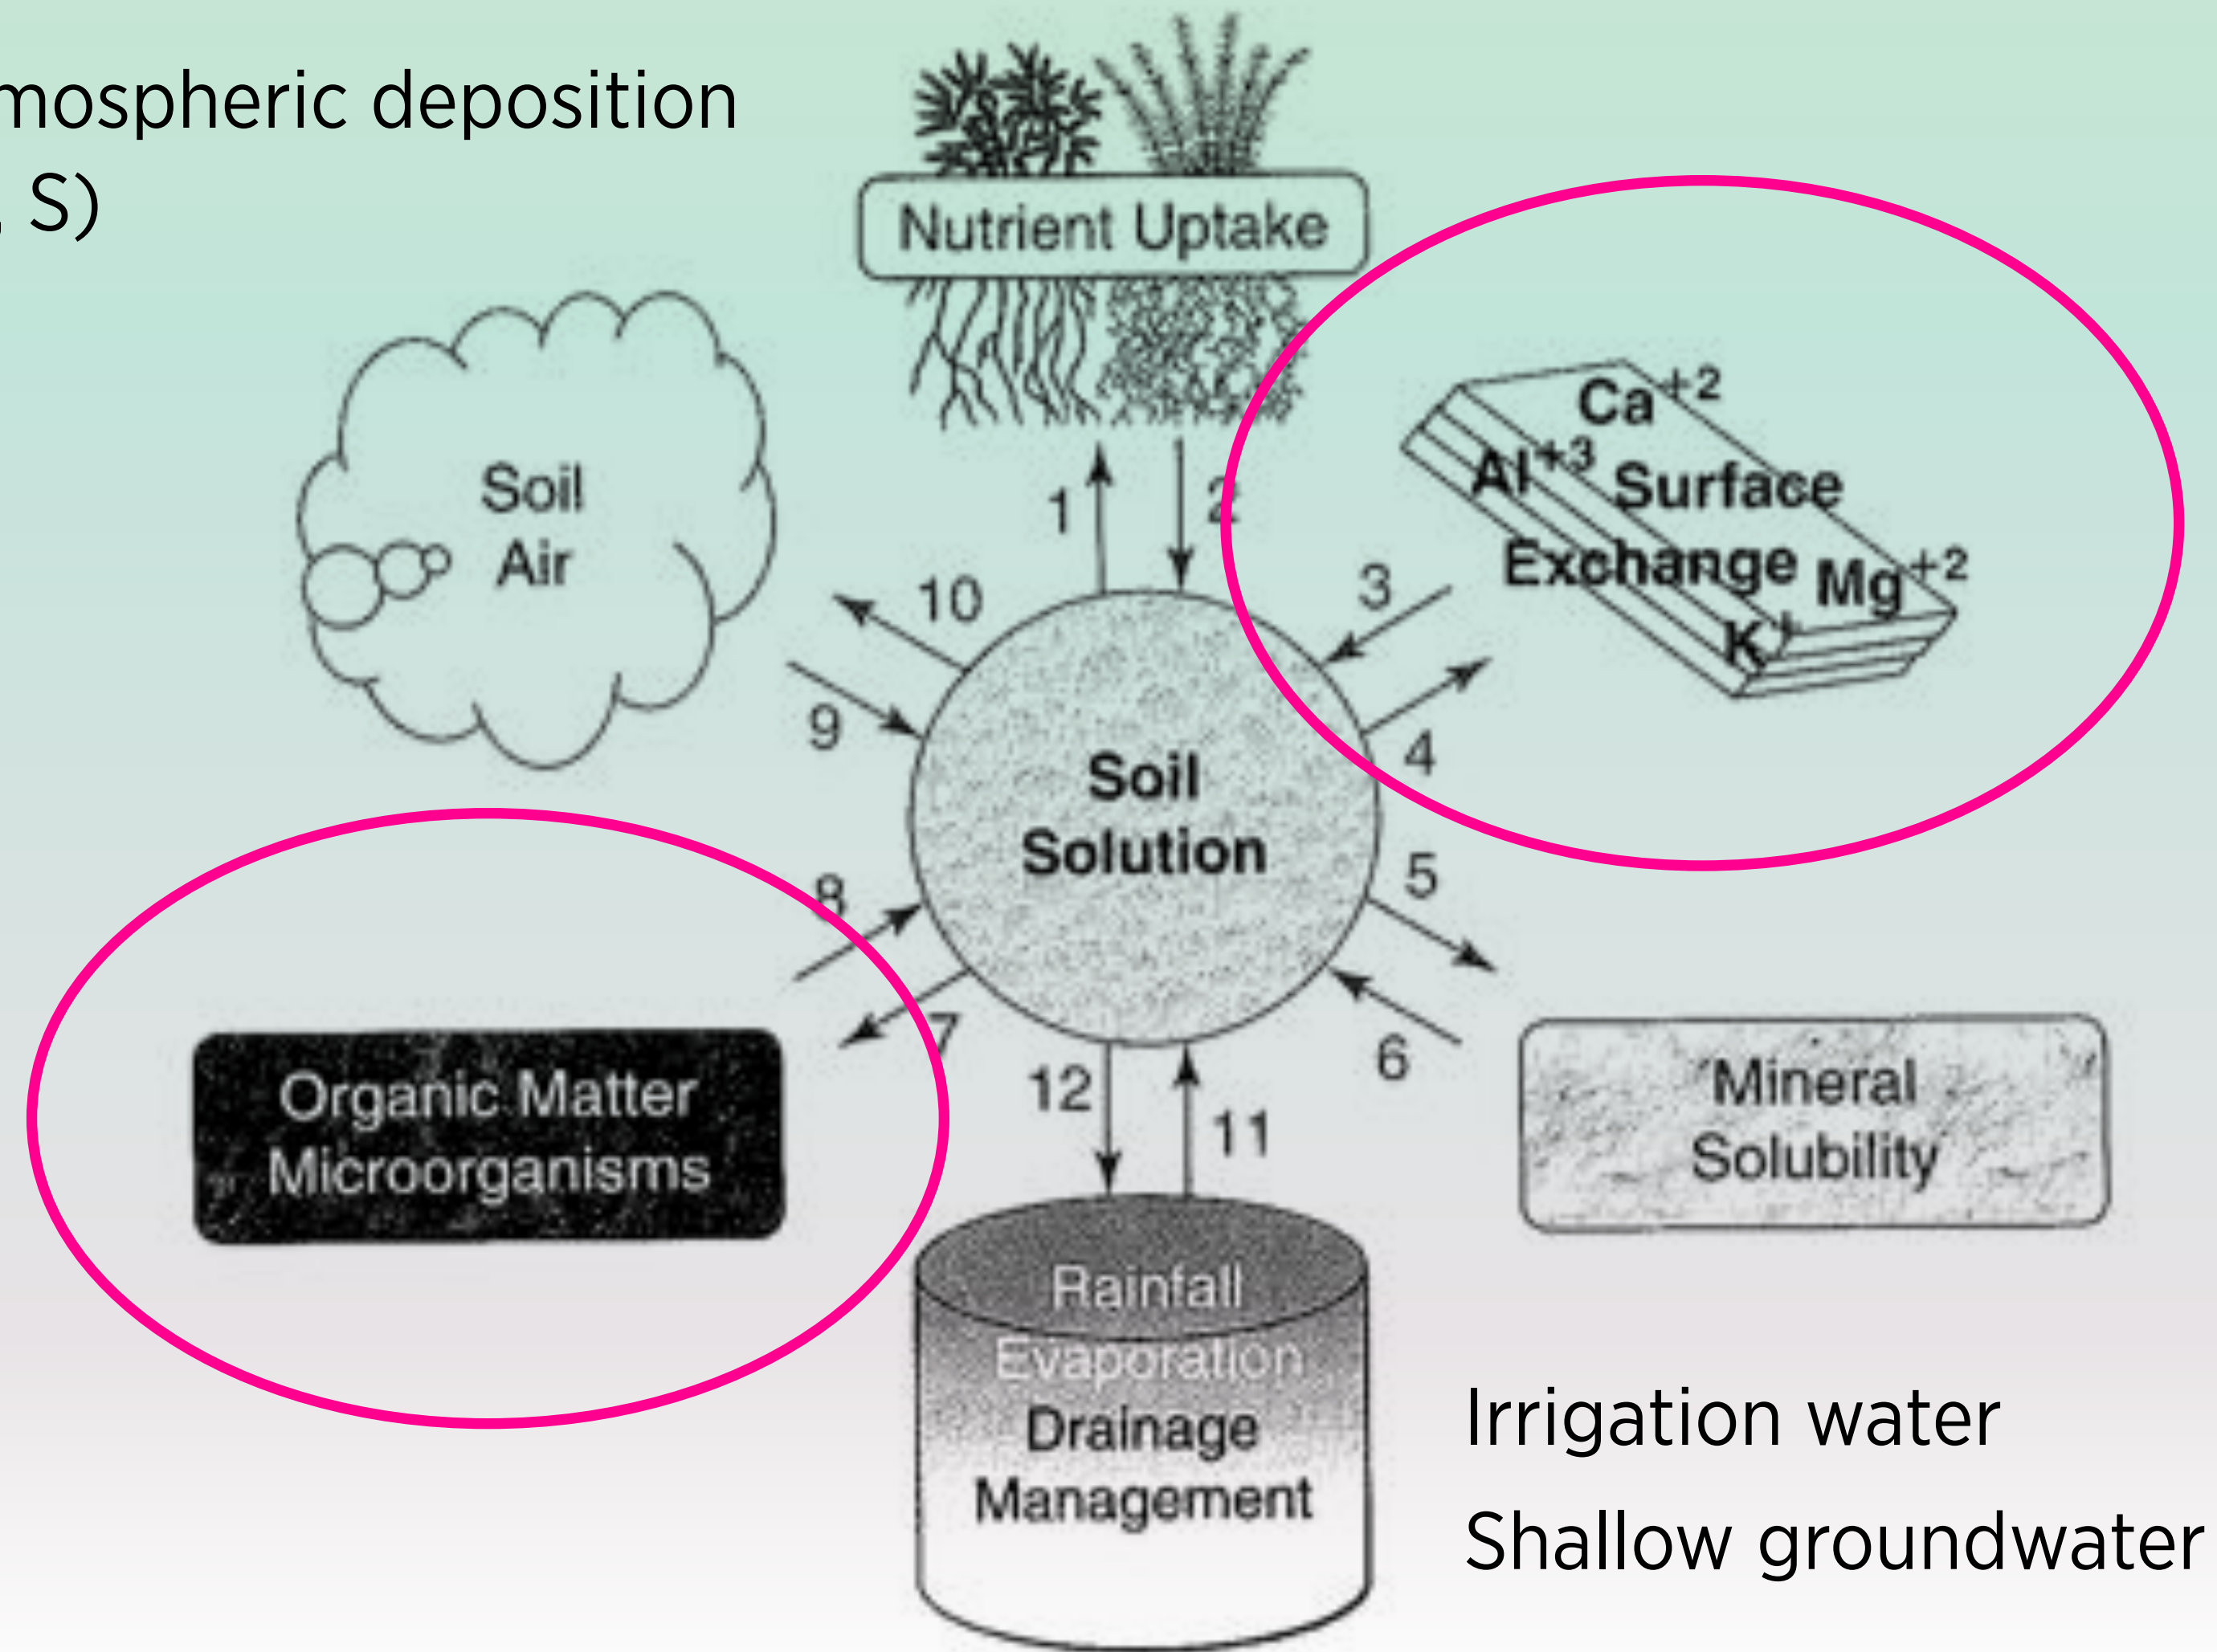 mospheric deposition
, S)
Nutrient Uptake
Soil
Air
Ca+2
Al+3 Surface
Exchange Mg+2
K+
1
2
3
4
10
9
Soil
Solution
8
7
5
6
12
11
Organic Matter
Microorganisms
Mineral
Solubility
Rainfall
Evaporation
Drainage
Management
Irrigation water
Shallow groundwater